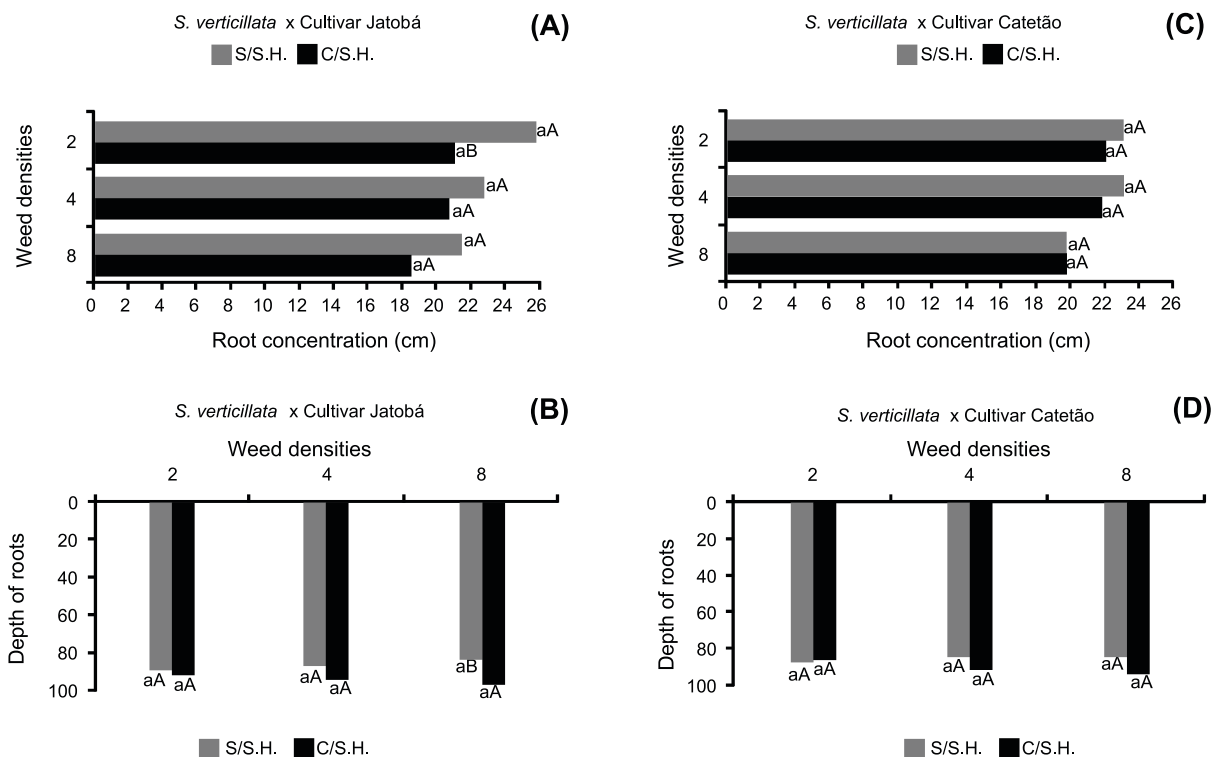 S. verticillata x Cultivar Jatobá
(A)
S/S.H. C/S.H.
Weed densities
2
aA
aB
4
aA
aA
8
aA
aA
0 2 4 6 8 10 12 14 16 18 20 22 24 26
Root concentration (cm)
S. verticillata x Cultivar Catetão
(C)
S/S.H. C/S.H.
Weed densities
2
aA
aA
4
aA
aA
8
aA
aA
0 2 4 6 8 10 12 14 16 18 20 22 24 26
Root concentration (cm)
S. verticillata x Cultivar Jatobá
(B)
Weed densities
2 4 8
Depth of roots
0
20
40
60
80
100
aA aA aA aA aB aA
S/S.H. C/S.H.
S. verticillata x Cultivar Catetão
(D)
Weed densities
2 4 8
Depth of roots
0
20
40
60
80
100
aA aA aA aA aA aA
S/S.H. C/S.H.